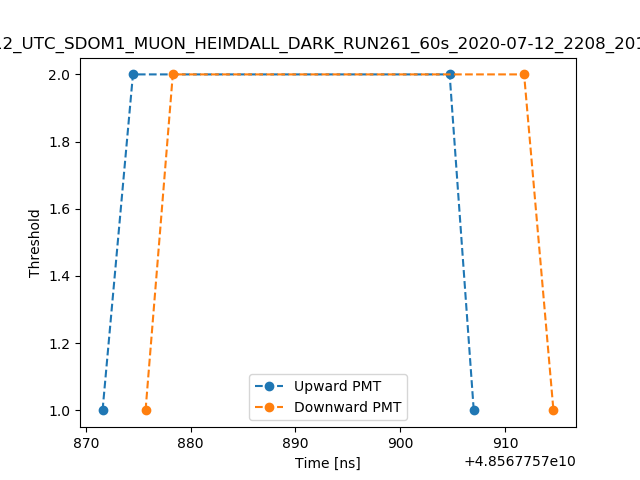 12_UTC_SDOM1_MUON_HEIMDALL_DARK_RUN261_60s_2020-07-12_2208_201
2.0
1.8
1.6
1.4
1.2
1.0
Threshold
Upward PMT
Downward PMT
870 880 890 900 910
Time [ns]
+4.8567757e10